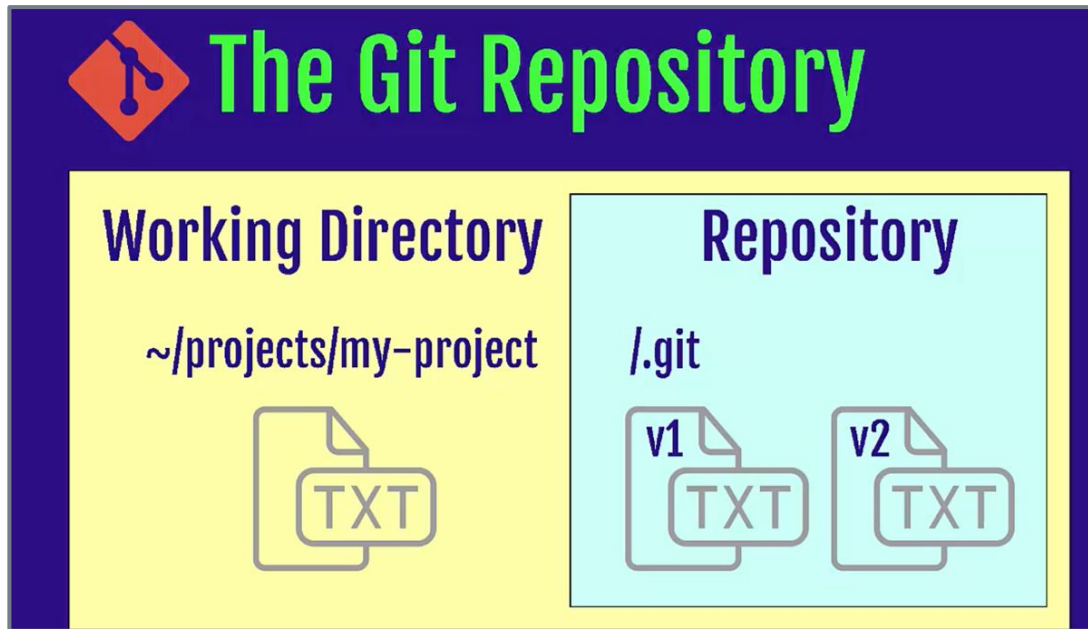 The Git Repository
Working Directory
Repository
~/projects/my-project
/.git
TXT
v1
TXT
v2
TXT